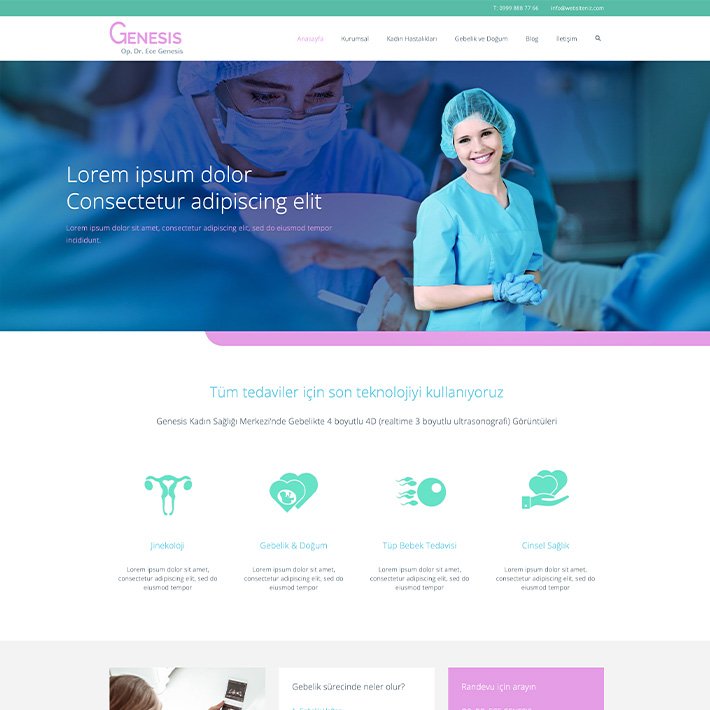 T: 0999 888 77 66 info@websiteniz.com
GENESIS
Op. Dr. Ece Genesis
Anasayfa Kurumsal Kadın Hastalıkları Gebelik ve Doğum Blog İletişim
Lorem ipsum dolor
Consectetur adipiscing elit
Lorem ipsum dolor sit amet, consectetur adipiscing elit, sed do eiusmod tempor
incididunt.
Tüm tedaviler için son teknolojiyi kullanıyoruz
Genesis Kadın Sağlığı Merkezi'nde Gebelikte 4 boyutlu 4D (realtime 3 boyutlu ultrasonografi) Görüntüleri
Jinekoloji Gebelik & Doğum Tüp Bebek Tedavisi Cinsel Sağlık
Lorem ipsum dolor sit amet, Lorem ipsum dolor sit amet, Lorem ipsum dolor sit amet, Lorem ipsum dolor sit amet,
consectetur adipiscing elit, sed do consectetur adipiscing elit, sed do consectetur adipiscing elit, sed do consectetur adipiscing elit, sed do
eiusmod tempor eiusmod tempor eiusmod tempor eiusmod tempor
Gebelik sürecinde neler olur? Randevu için arayın